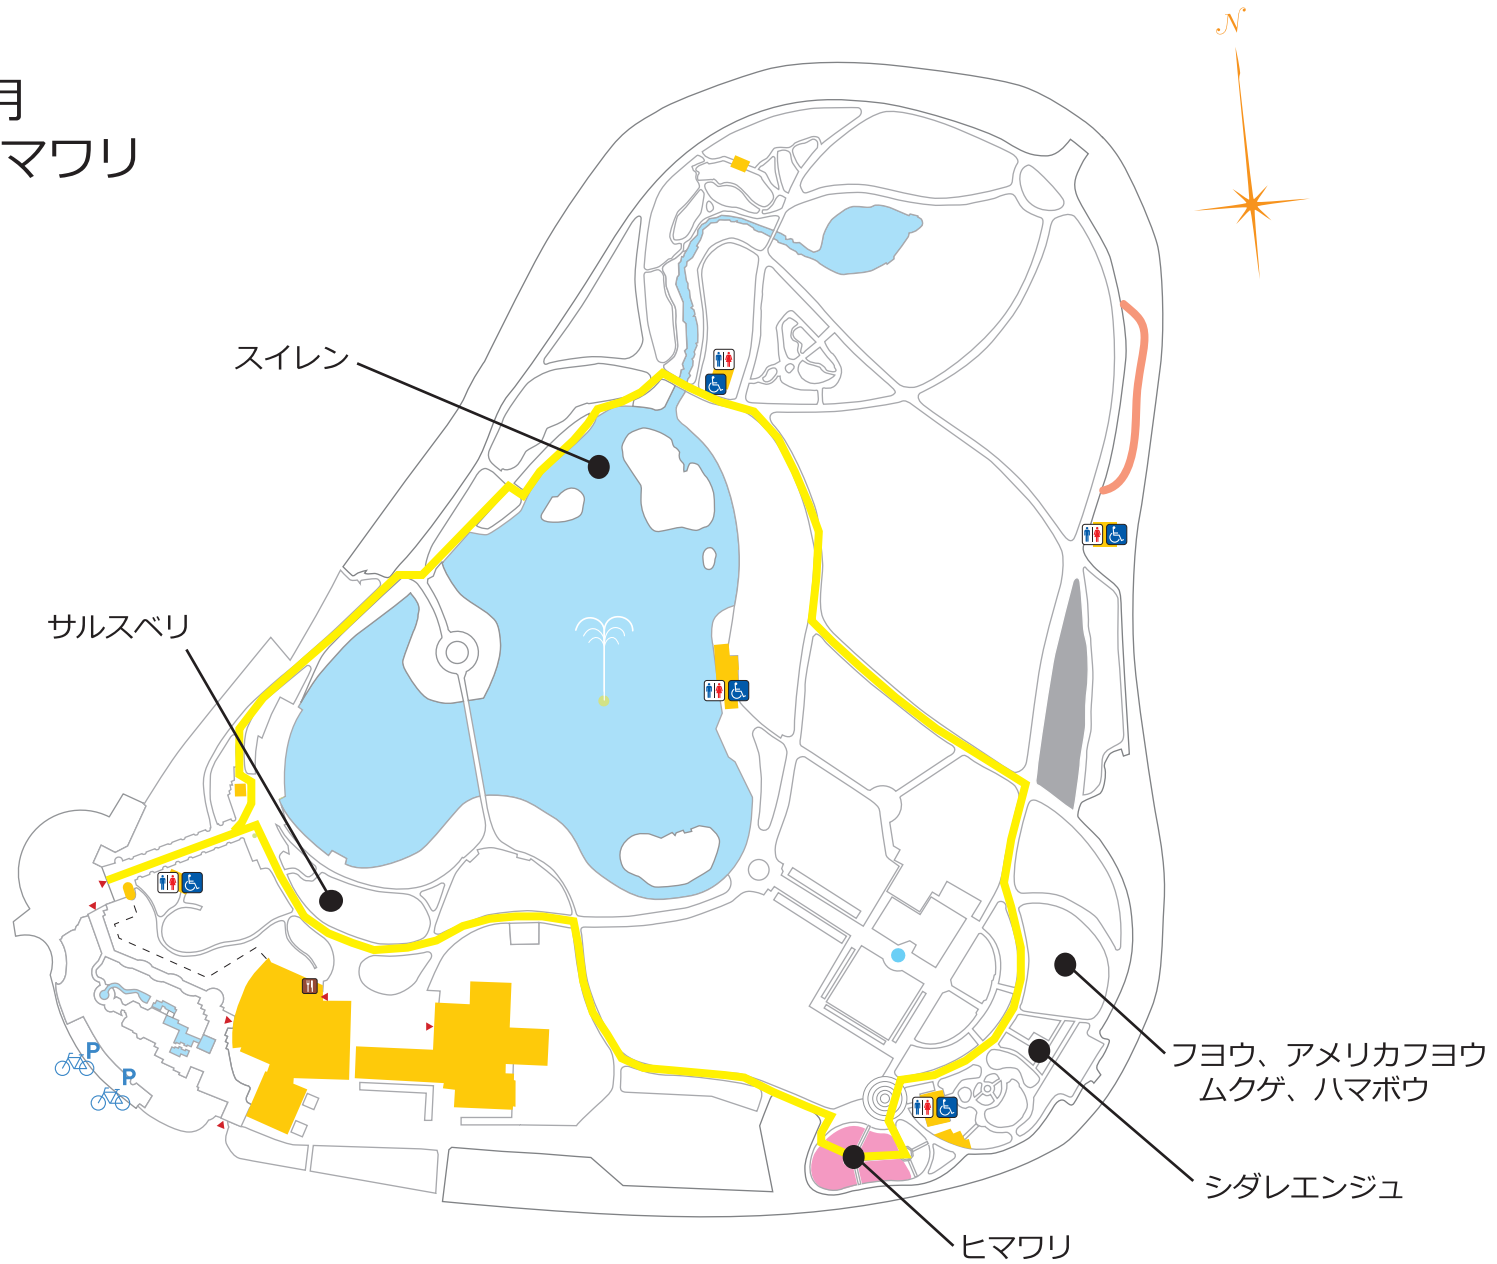 月
マワリ
N
スイレン
サルスベリ
フヨウ、アメリカフヨウ
ムクゲ、ハマボウ
シダレエンジュ
ヒマワリ
P
P